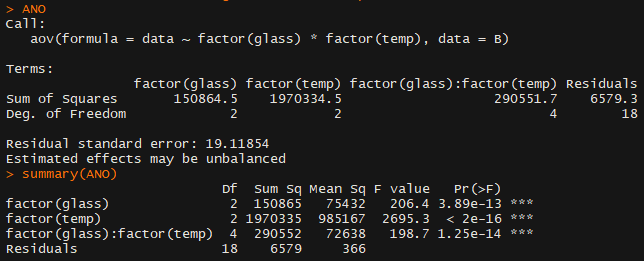 > ANO
Call:
   aov(formula = data ~ factor(glass) * factor(temp), data = B)

Terms:
                factor(glass) factor(temp) factor(glass):factor(temp) Residuals
Sum of Squares       150864.5    1970334.5                   290551.7    6579.3
Deg. of Freedom             2            2                          4        18

Residual standard error: 19.11854
Estimated effects may be unbalanced
> summary(ANO)
                           Df  Sum Sq Mean Sq F value   Pr(>F)
factor(glass)               2  150865   75432   206.4 3.89e-13 ***
factor(temp)                2 1970335  985167  2695.3  < 2e-16 ***
factor(glass):factor(temp)  4  290552   72638   198.7 1.25e-14 ***
Residuals                  18    6579     366